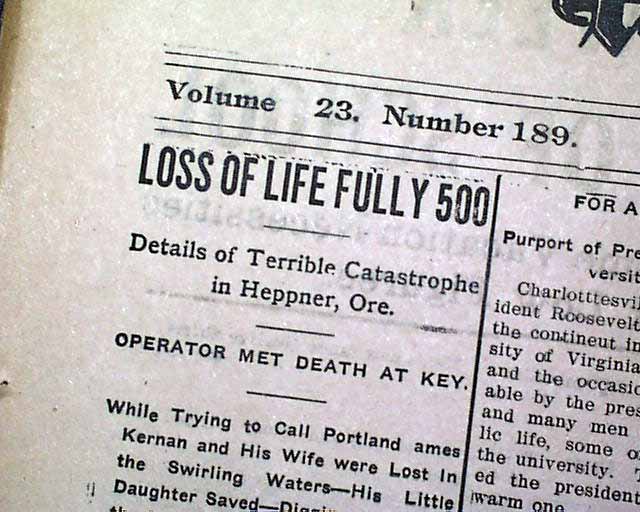 Volume 23. Number 189.
LOSS OF LIFE FULLY 500
Details of Terrible Catastrophe
in Heppner, Ore.
OPERATOR MET DEATH AT KEY.
While Trying to Call Portland ames
Kernan and His Wife were Lost In
the Swirling Waters—His Little
Daughter Saved—
FOR A
Purport of Pre
versit
Charlotttesvil
ident Roosevelt
the contineut in
sity of Virginia
and the occasio
able by the pres
and many men
lic life, some o
the university. T
ed the president
warm one